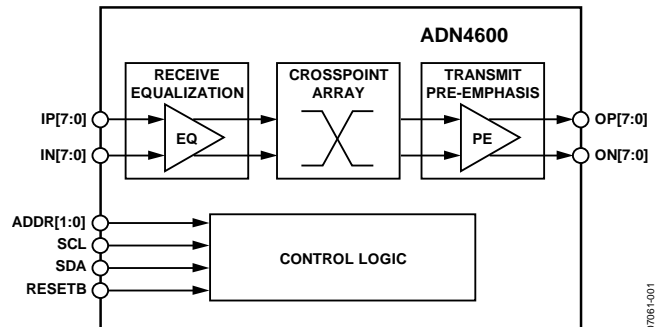 ADN4600
RECEIVE
EQUALIZATION
CROSSPOINT
ARRAY
TRANSMIT
PRE-EMPHASIS
IP[7:0]
IN[7:0]
EQ
PE
OP[7:0]
ON[7:0]
ADDR[1:0]
SCL
SDA
RESETB
CONTROL LOGIC
07061-001